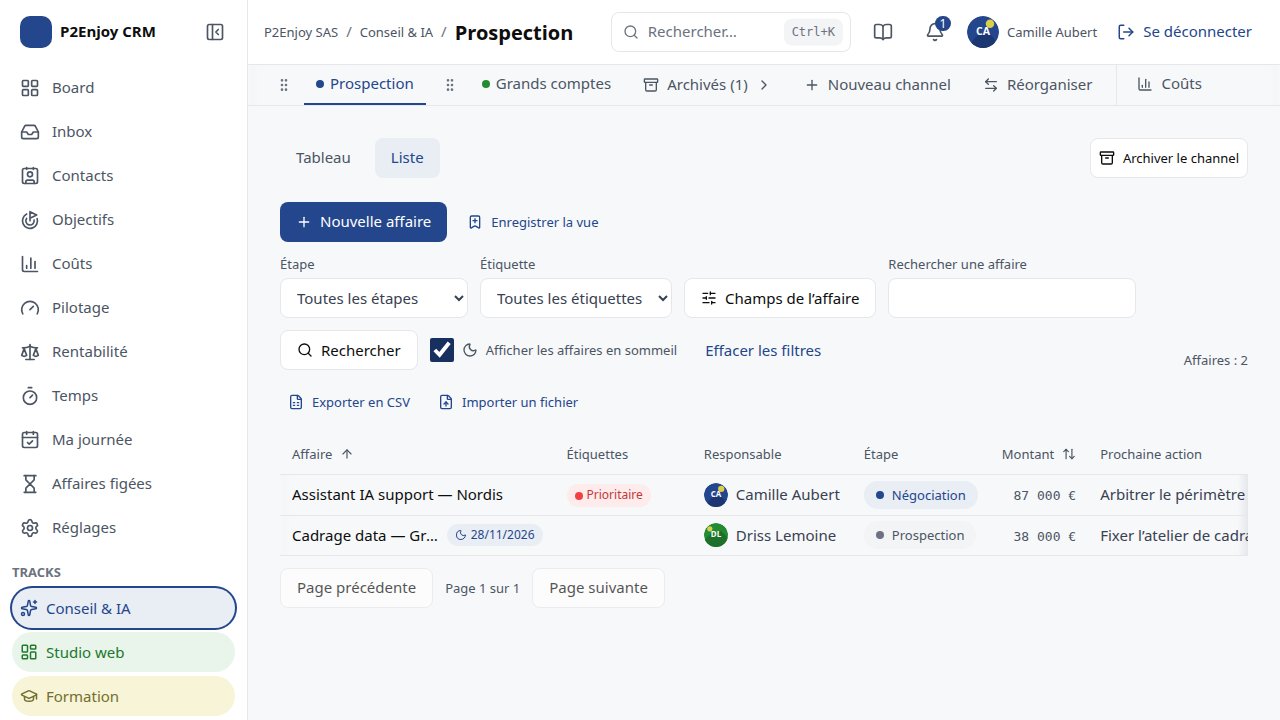 P2Enjoy CRM
P2Enjoy SAS / Conseil & IA / Prospection
Rechercher... Ctrl+K
1
CA Camille Aubert
Se déconnecter
Board
Inbox
Contacts
Objectifs
Coûts
Pilotage
Rentabilité
Temps
Ma journée
Affaires figées
Réglages
TRACKS
Conseil & IA
Studio web
Formation
Prospection
Grands comptes
Archivés (1)
Nouveau channel
Réorganiser
Coûts
Tableau
Liste
Archiver le channel
Nouvelle affaire
Enregistrer la vue
Étape
Toutes les étapes
Étiquette
Toutes les étiquettes
Champs de l’affaire
Rechercher une affaire
Rechercher
Afficher les affaires en sommeil
Effacer les filtres
Affaires : 2
Exporter en CSV
Importer un fichier
Affaire Étiquettes Responsable Étape Montant Prochaine action
Assistant IA support — Nordis Prioritaire CA Camille Aubert Négociation 87 000 € Arbitrer le périmètre
Cadrage data — Gr... 28/11/2026 DL Driss Lemoine Prospection 38 000 € Fixer l’atelier de cadra
Page précédente
Page 1 sur 1
Page suivante